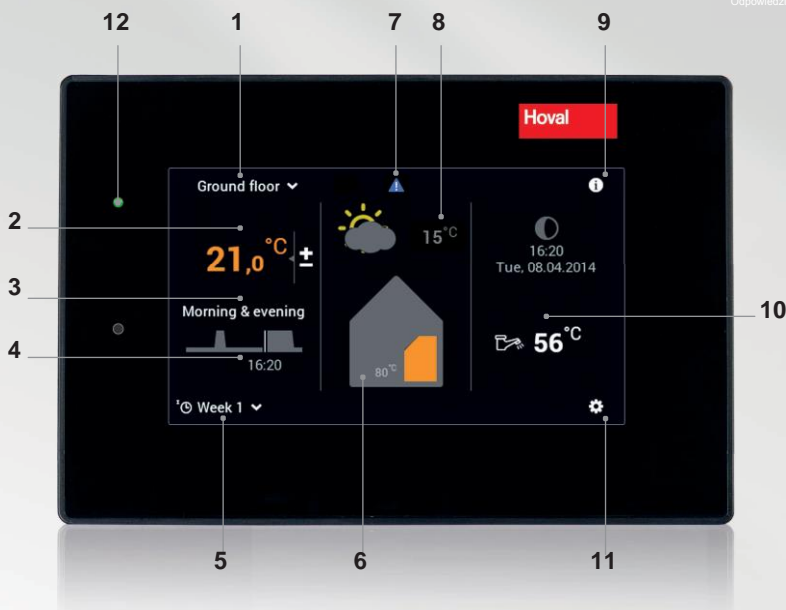 Odpowiedzi
12 1 7 8 9
Hoval
Ground floor
2
21,0 °C ±
15 °C
16:20
Tue, 08.04.2014
3
Morning & evening
10
56 °C
4
16:20
80 °C
Week 1
5 6 11